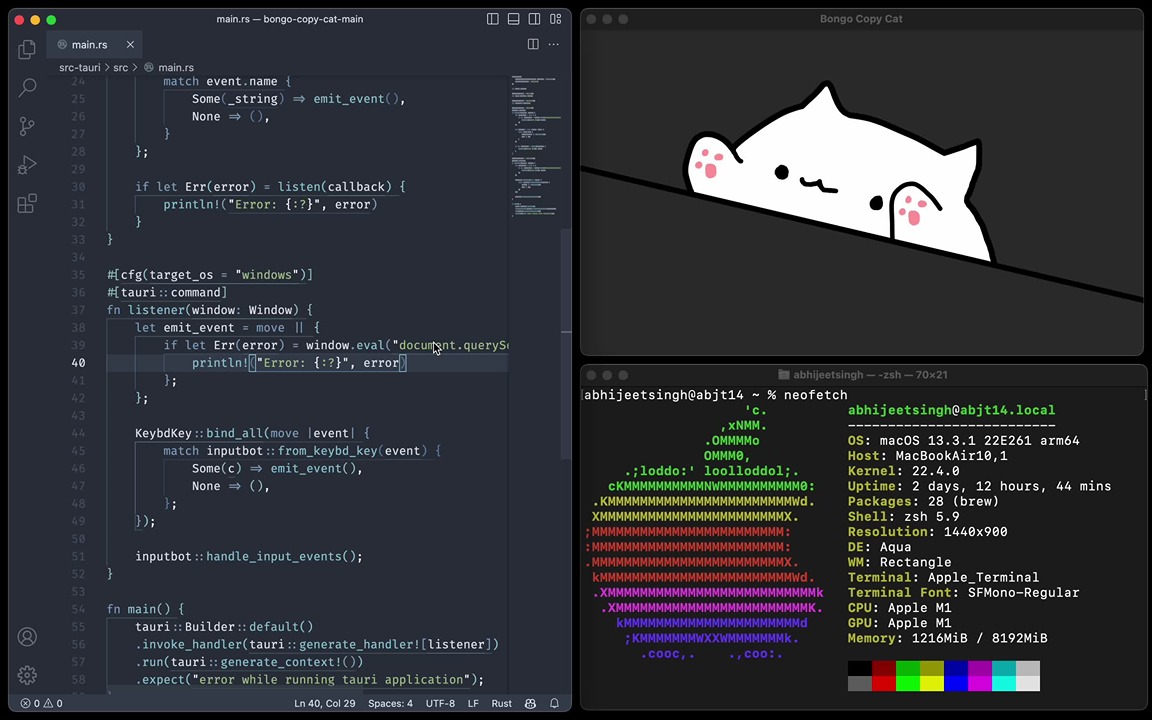 main.rs — bongo-copy-cat-main
main.rs
src-tauri > src > main.rs
24 match event.name {
25 Some(_string) => emit_event(),
26 None => (),
27 }
28 };
29
30 if let Err(error) = listen(callback) {
31 println!("Error: {:?}", error)
32 }
33 }
34
35 #[cfg(target_os = "windows")]
36 #[tauri::command]
37 fn listener(window: Window) {
38 let emit_event = move || {
39 if let Err(error) = window.eval("document.querySe
40 println!("Error: {:?}", error)
41 };
42 };
43
44 KeybdKey::bind_all(move |event| {
45 match inputbot::from_keybd_key(event) {
46 Some(c) => emit_event(),
47 None => (),
48 };
49 });
50
51 inputbot::handle_input_events();
52 }
53
54 fn main() {
55 tauri::Builder::default()
56 .invoke_handler(tauri::generate_handler![listener])
57 .run(tauri::generate_context!())
58 .expect("error while running tauri application");
0 0 Ln 40, Col 29 Spaces: 4 UTF-8 LF Rust
Bongo Copy Cat
abhijeetsingh — -zsh — 70×21
[abhijeetsingh@abjt14 ~ % neofetch ]
'c.
,xNMM.
.OMMMMo
OMMM0,
.;loddo:' loolloddol;.
cKMMMMMMMMMMNWMMMMMMMMMM0:
.KMMMMMMMMMMMMMMMMMMMMMMMWd.
XMMMMMMMMMMMMMMMMMMMMMMMX.
;MMMMMMMMMMMMMMMMMMMMMMMM:
:MMMMMMMMMMMMMMMMMMMMMMMM:
.MMMMMMMMMMMMMMMMMMMMMMMMX.
kMMMMMMMMMMMMMMMMMMMMMMMMWd.
.XMMMMMMMMMMMMMMMMMMMMMMMMMMk
.XMMMMMMMMMMMMMMMMMMMMMMMMK.
kMMMMMMMMMMMMMMMMMMMMMMd
;KMMMMMMMWXXWMMMMMMMk.
.cooc,. .,coo:.
abhijeetsingh@abjt14.local
--------------------------
OS: macOS 13.3.1 22E261 arm64
Host: MacBookAir10,1
Kernel: 22.4.0
Uptime: 2 days, 12 hours, 44 mins
Packages: 28 (brew)
Shell: zsh 5.9
Resolution: 1440x900
DE: Aqua
WM: Rectangle
Terminal: Apple_Terminal
Terminal Font: SFMono-Regular
CPU: Apple M1
GPU: Apple M1
Memory: 1216MiB / 8192MiB